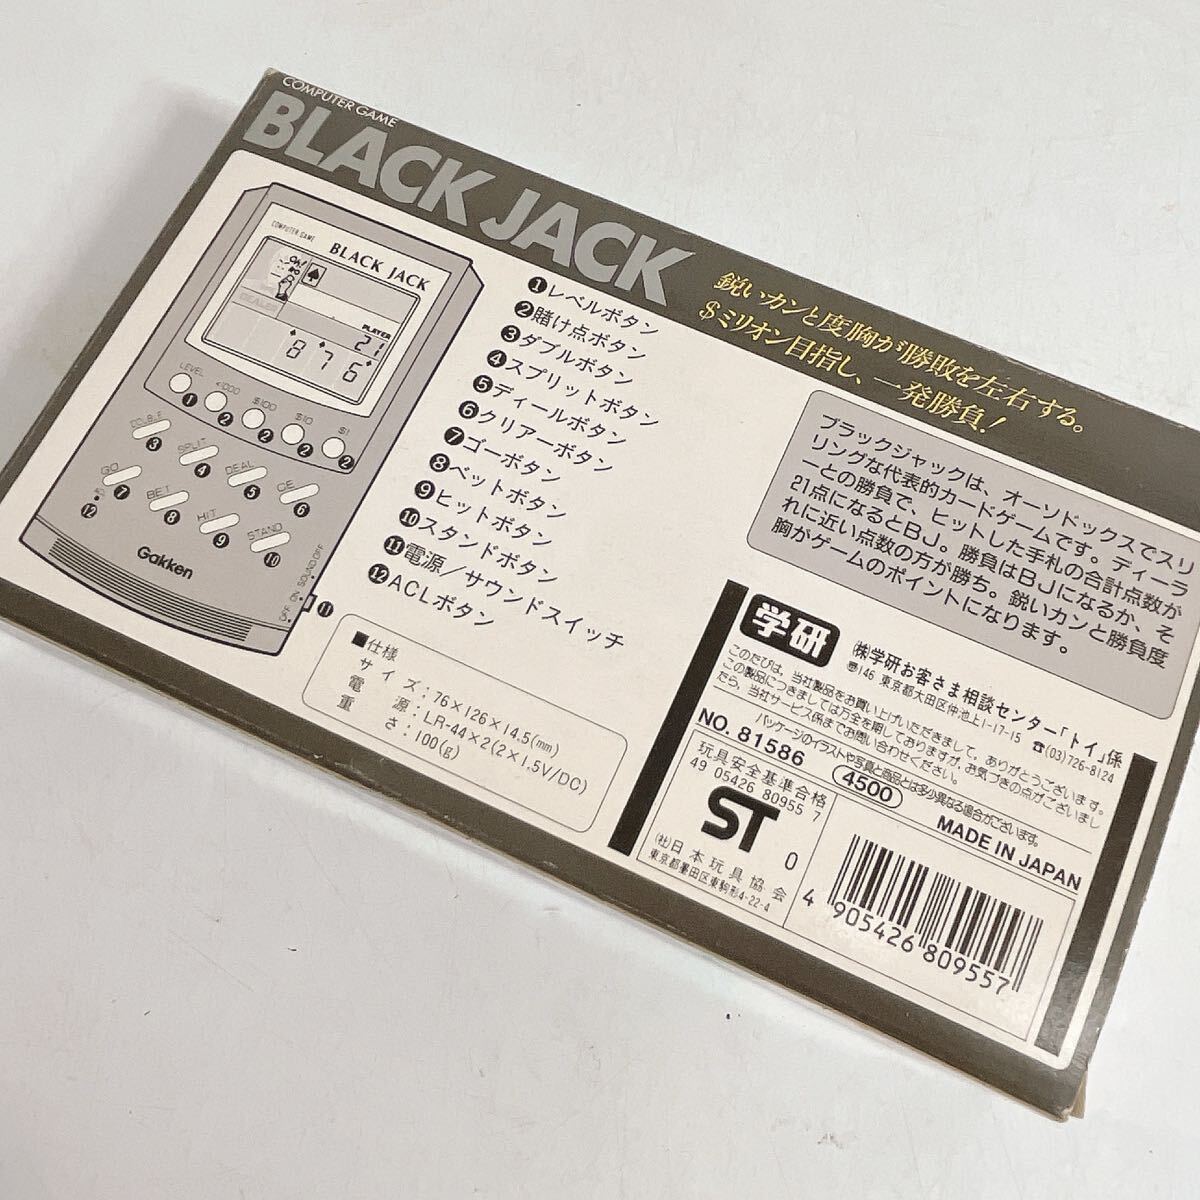 COMPUTER GAME
BLACK JACK
鋭いカンと度胸が勝敗を左右する。
$ミリオン目指し、一発勝負!
COMPUTER GAME
BLACK JACK
Oh!
NO
DEALER
PLAYER
21
8 7 6
LEVEL
<1000
$100
$10
$1
❶ ❷ ❷ ❷ ❷
DOUBLE
SPLIT
DEAL
CE
❸ ❹ ❺ ❻
GO
BET
HIT
STAND
❼ ❽ ❾ ❿
ACL
⓬
Gakken
OFF ON SOUND OFF
⓫
❶レベルボタン
❷賭け点ボタン
❸ダブルボタン
❹スプリットボタン
❺ディールボタン
❻クリアーボタン
❼ゴーボタン
❽ベットボタン
❾ヒットボタン
❿スタンドボタン
⓫電源/サウンドスイッチ
⓬ACLボタン
■仕様
サイズ:76×126×14.5(mm)
電源:LR-44×2(2×1.5V/DC)
重さ:100(g)
ブラックジャックは、オーソドックスでスリ
リングな代表的カードゲームです。ディーラ
ーとの勝負で、ヒットした手札の合計点数が
21点になるとB.J。勝負はB.Jになるか、そ
れに近い点数の方が勝ち。鋭いカンと勝負度
胸がゲームのポイントになります。
学研
㈱学研お客さま相談センター「トイ」係
〒146 東京都大田区仲池上1-17-15 ☎(03)726-8124
このたびは、当社製品をお買い上げいただきまして、ありがとうございます。
この製品につきましては万全を期しておりますが、お気づきの点がございまし
たら、当社サービス係までお問い合わせください。
パッケージのイラストや写真と商品とは多少異なる場合がございます。
NO. 81586
4500
MADE IN JAPAN
玩具安全基準合格
49 05426 80955 7
ST
0
(社)日本玩具協会
東京都墨田区東駒形4-22-4
4 905426 809557